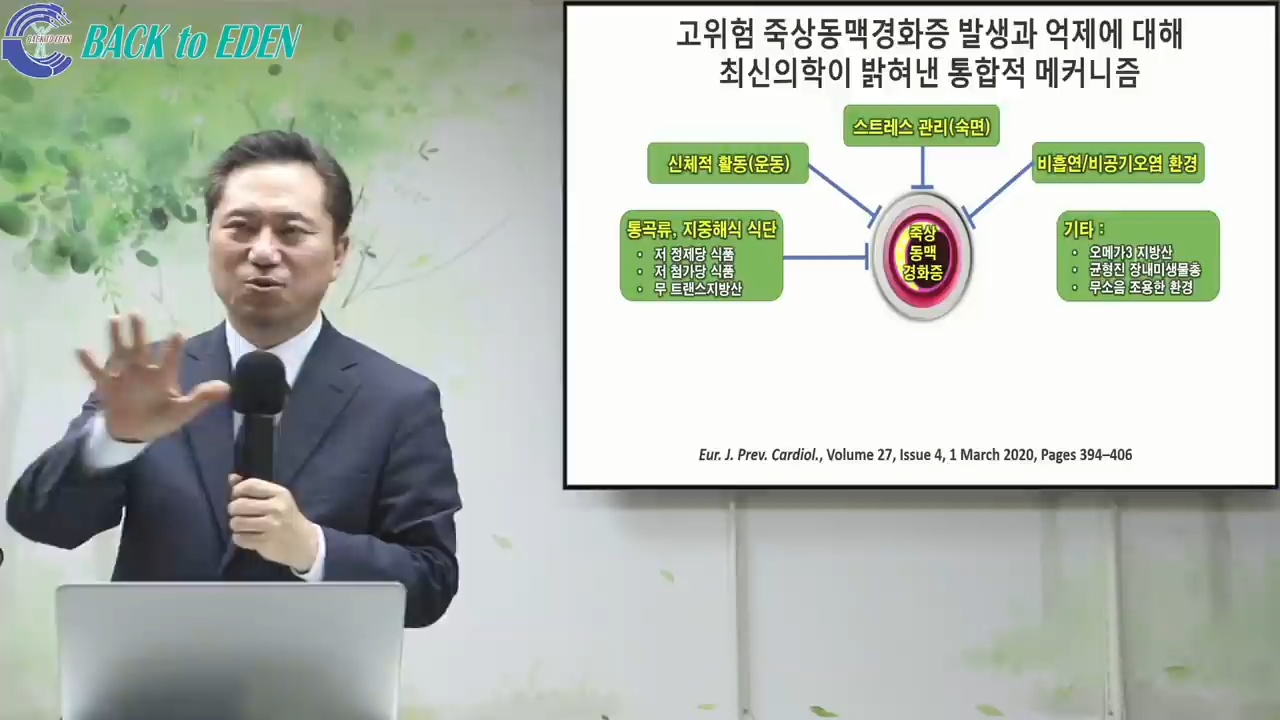 BACK to EDEN
BACK to EDEN
고위험 죽상동맥경화증 발생과 억제에 대해
최신의학이 밝혀낸 통합적 메커니즘
스트레스 관리(숙면)
신체적 활동(운동)
비흡연/비공기오염 환경
통곡류, 지중해식 식단
• 저 정제당 식품
• 저 첨가당 식품
• 무 트랜스지방산
죽상
동맥
경화증
기타 :
• 오메가3 지방산
• 균형진 장내미생물총
• 무소음 조용한 환경
Eur. J. Prev. Cardiol., Volume 27, Issue 4, 1 March 2020, Pages 394–406